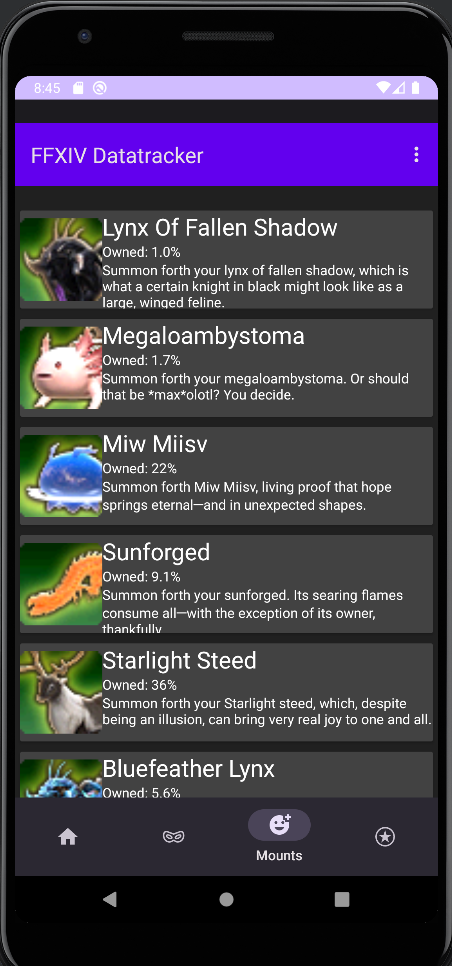 8:45
FFXIV Datatracker
Lynx Of Fallen Shadow
Owned: 1.0%
Summon forth your lynx of fallen shadow, which is
what a certain knight in black might look like as a
large, winged feline.
Megaloambystoma
Owned: 1.7%
Summon forth your megaloambystoma. Or should
that be *max*olotl? You decide.
Miw Miisv
Owned: 22%
Summon forth Miw Miisv, living proof that hope
springs eternal—and in unexpected shapes.
Sunforged
Owned: 9.1%
Summon forth your sunforged. Its searing flames
consume all—with the exception of its owner,
thankfully.
Starlight Steed
Owned: 36%
Summon forth your Starlight steed, which, despite
being an illusion, can bring very real joy to one and all.
Bluefeather Lynx
Owned: 5.6%
Mounts